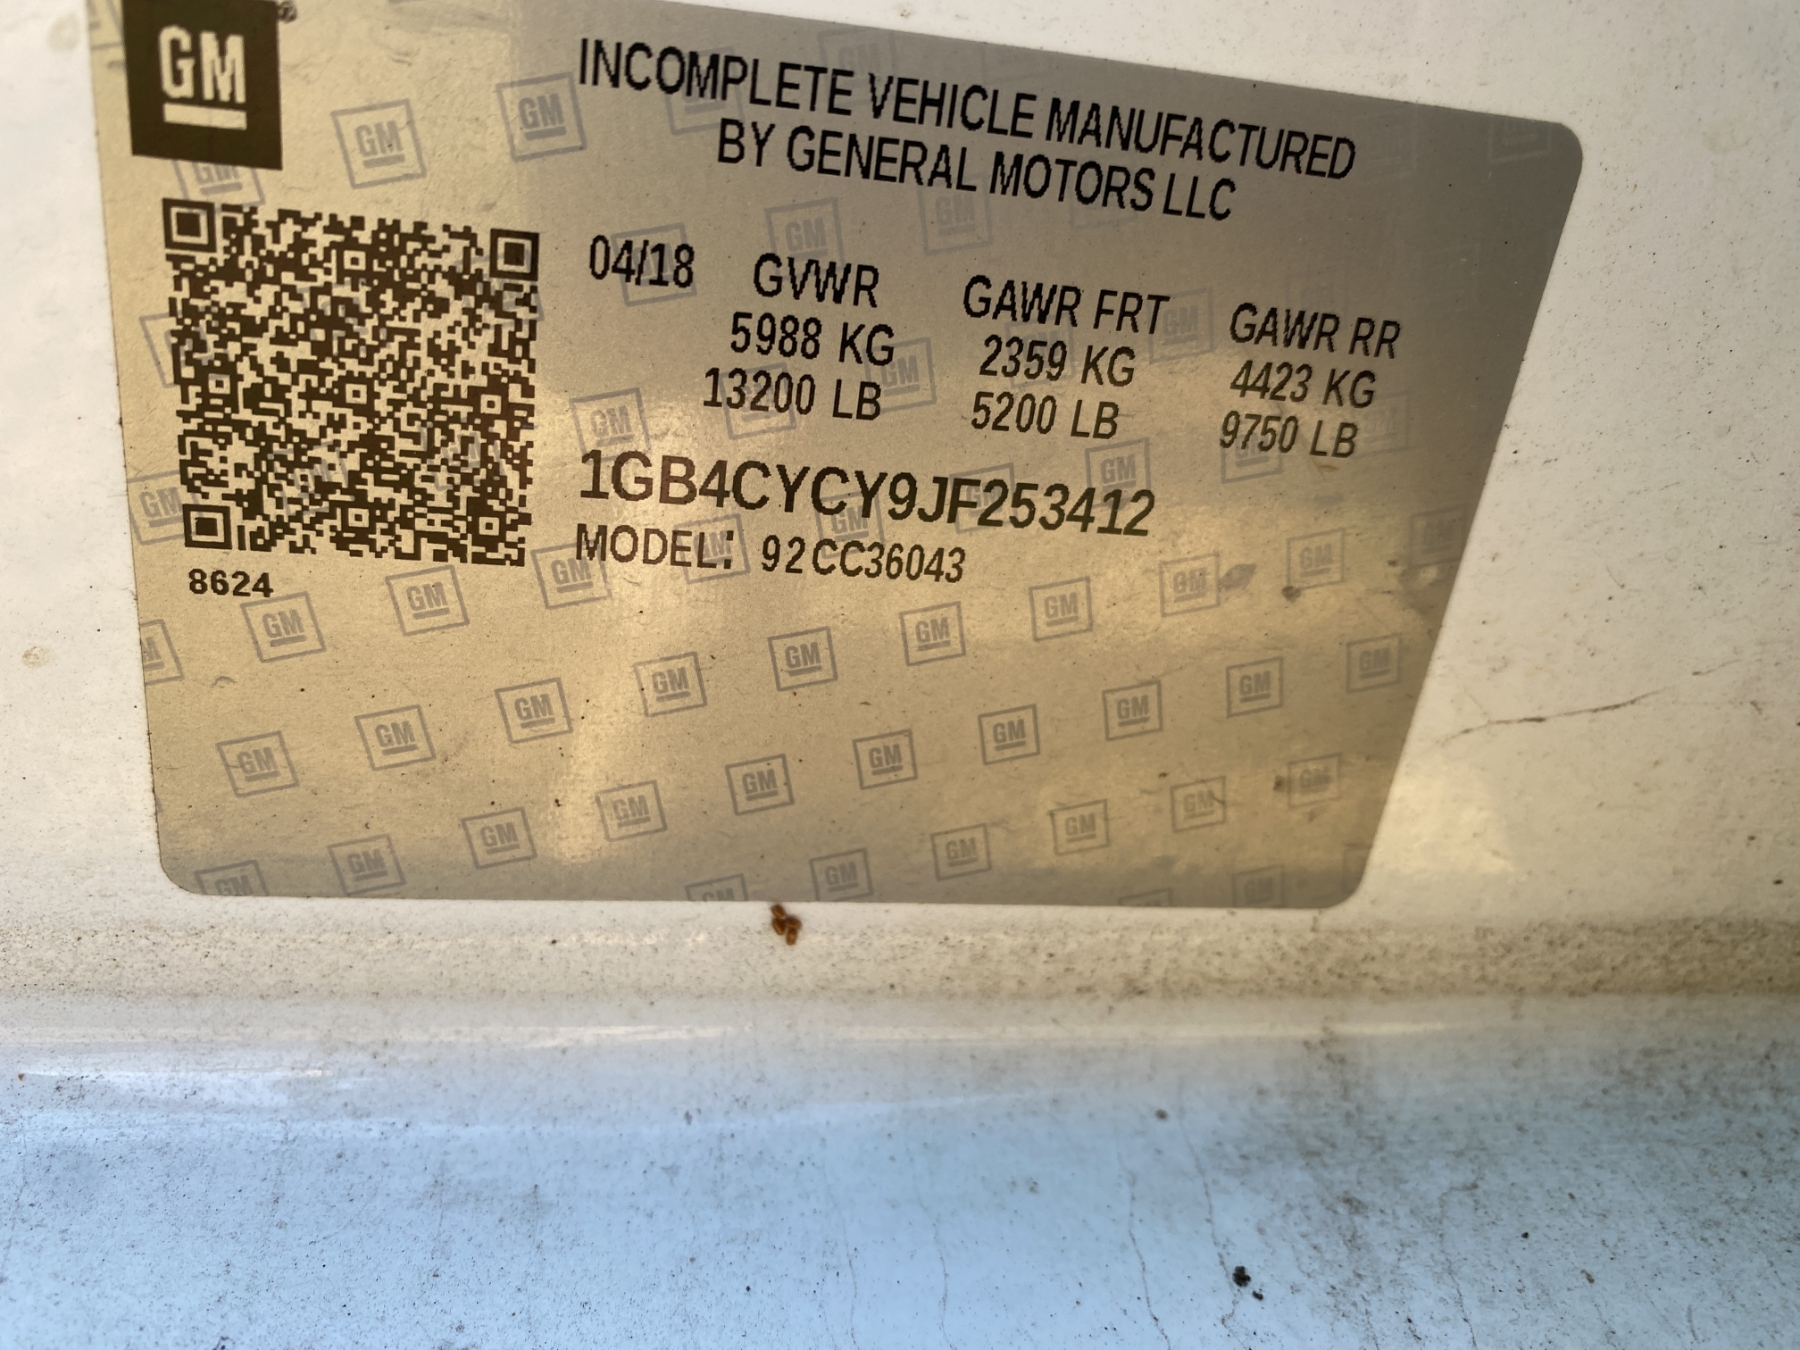 GM
INCOMPLETE VEHICLE MANUFACTURED
BY GENERAL MOTORS LLC
04/18 GVWR GAWR FRT GAWR RR
5988 KG 2359 KG 4423 KG
13200 LB 5200 LB 9750 LB
1GB4CYCY9JF253412
MODEL: 92CC36043
8624